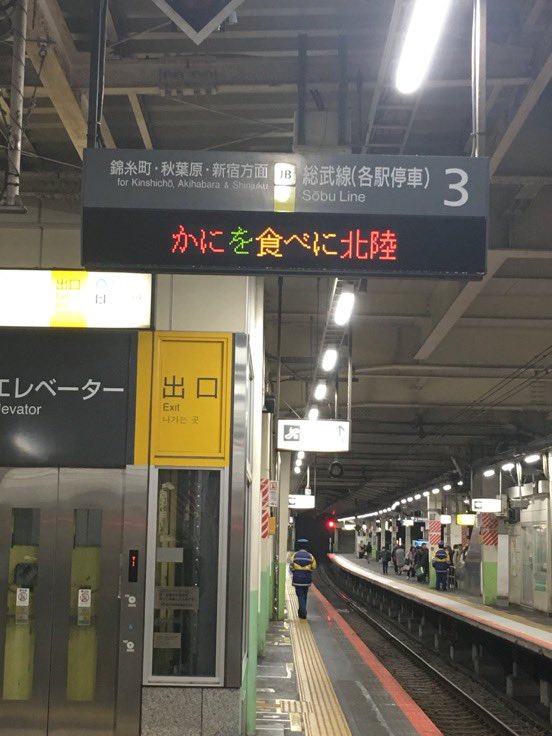 錦糸町・秋葉原・新宿方面
for Kinshichō, Akihabara & Shinjuku
JB
総武線(各駅停車)
Sōbu Line
3
かにを食べに北陸
出口
エレベーター
levator
出口
Exit
나가는 곳